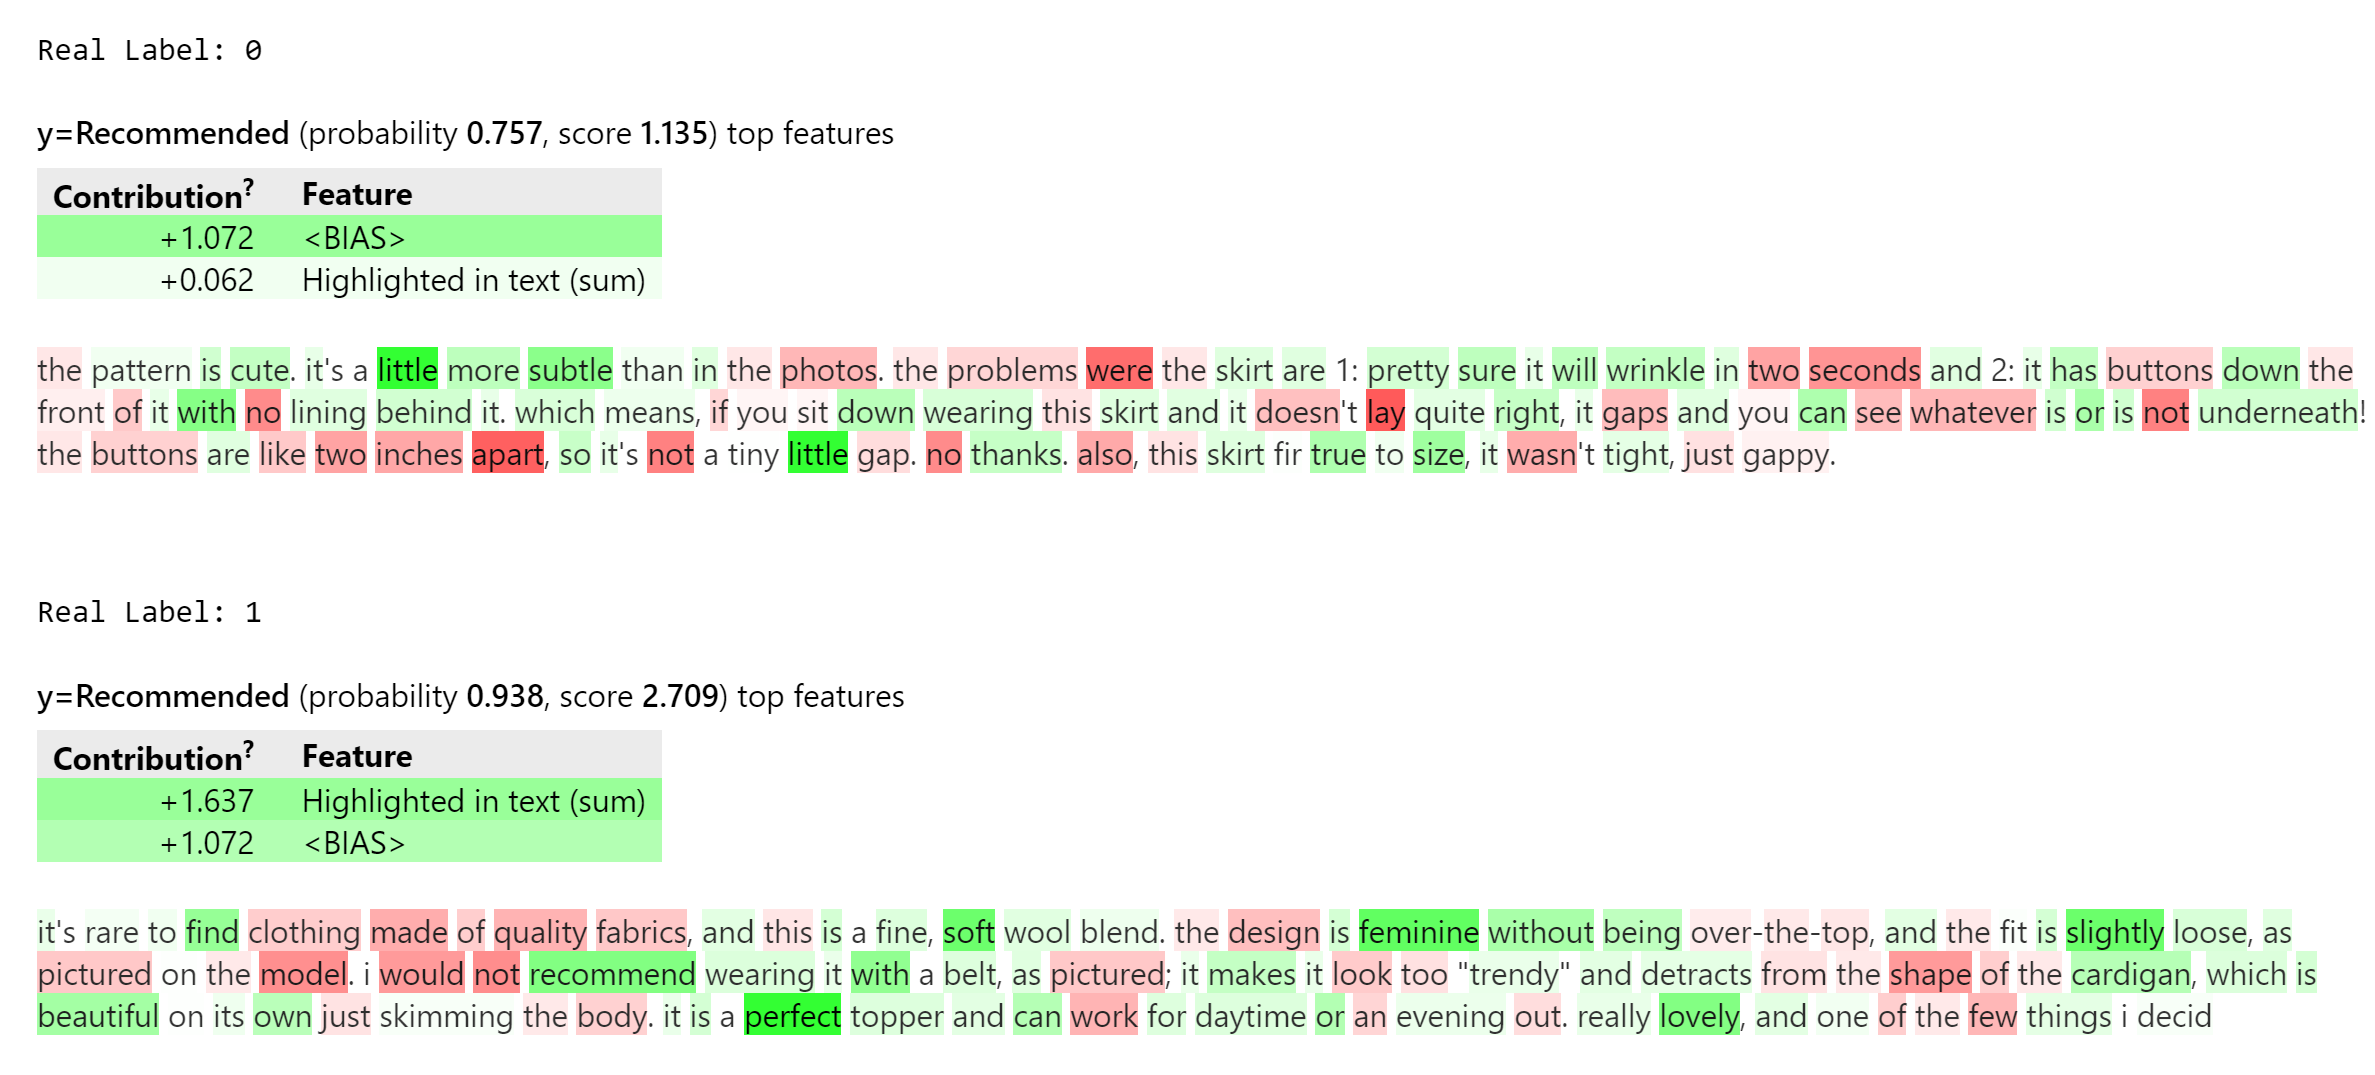 Real Label: 0
y=Recommended (probability 0.757, score 1.135) top features
Contribution? Feature
+1.072 <BIAS>
+0.062 Highlighted in text (sum)
the pattern is cute. it's a little more subtle than in the photos. the problems were the skirt are 1: pretty sure it will wrinkle in two seconds and 2: it has buttons down the
front of it with no lining behind it. which means, if you sit down wearing this skirt and it doesn't lay quite right, it gaps and you can see whatever is or is not underneath!
the buttons are like two inches apart, so it's not a tiny little gap. no thanks. also, this skirt fir true to size, it wasn't tight, just gappy.
Real Label: 1
y=Recommended (probability 0.938, score 2.709) top features
Contribution? Feature
+1.637 Highlighted in text (sum)
+1.072 <BIAS>
it's rare to find clothing made of quality fabrics, and this is a fine, soft wool blend. the design is feminine without being over-the-top, and the fit is slightly loose, as
pictured on the model. i would not recommend wearing it with a belt, as pictured; it makes it look too "trendy" and detracts from the shape of the cardigan, which is
beautiful on its own just skimming the body. it is a perfect topper and can work for daytime or an evening out. really lovely, and one of the few things i decid